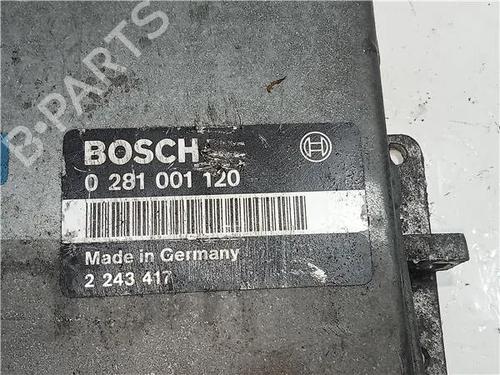 B-PARTS
BOSCH
0 281 001 120
Made in Germany
2 243 417